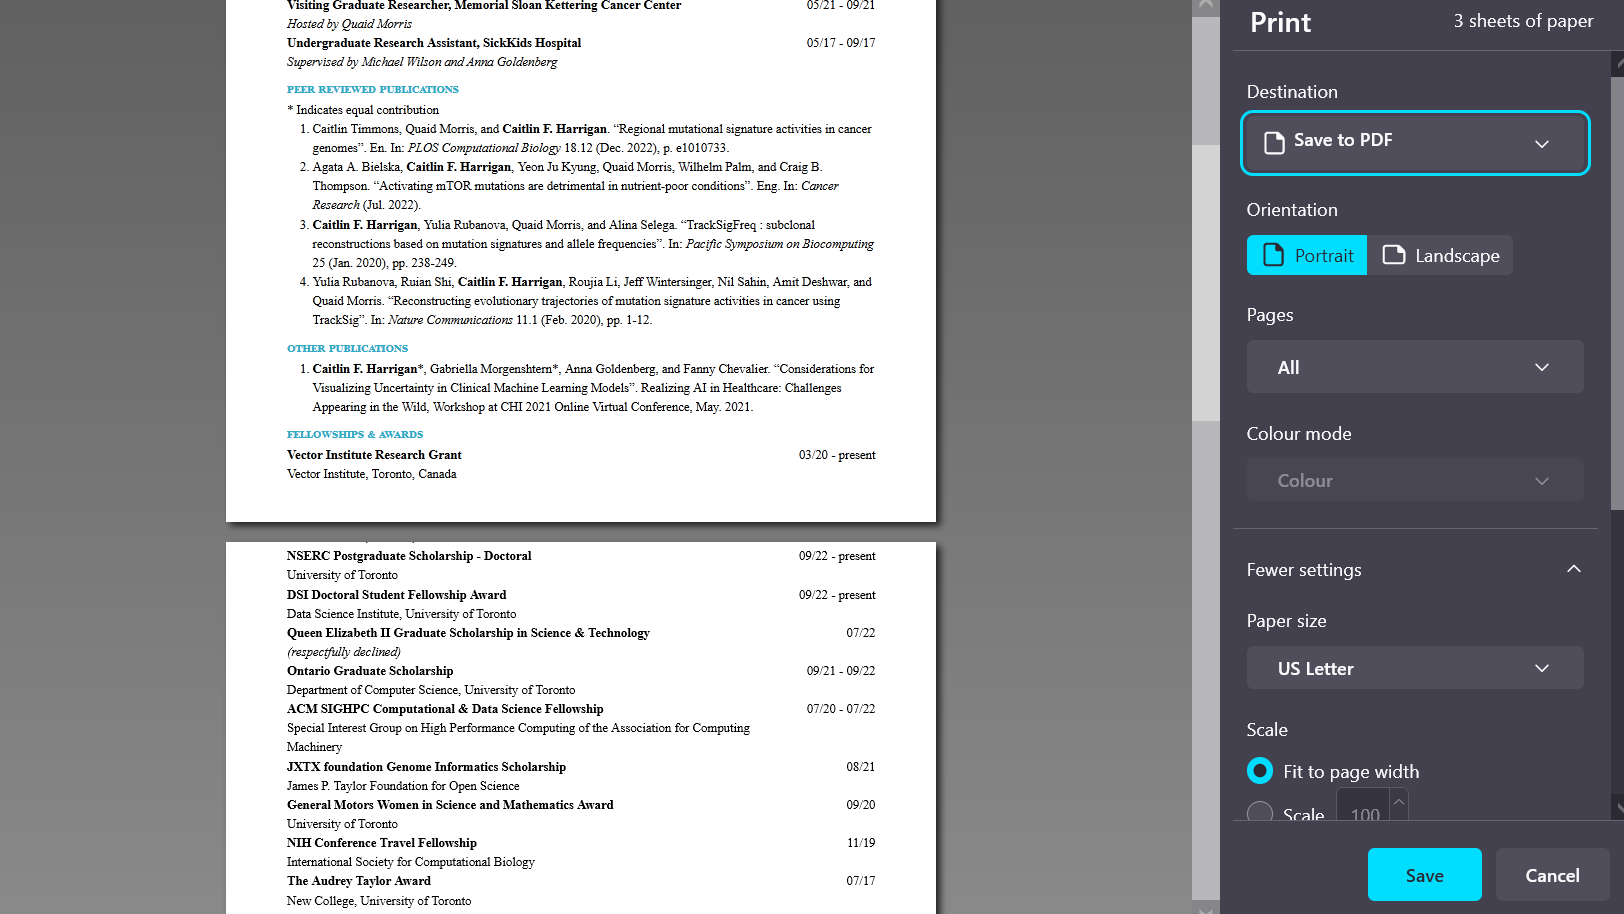 Visiting Graduate Researcher, Memorial Sloan Kettering Cancer Center 05/21 - 09/21
Hosted by Quaid Morris
Undergraduate Research Assistant, SickKids Hospital 05/17 - 09/17
Supervised by Michael Wilson and Anna Goldenberg
PEER REVIEWED PUBLICATIONS
* Indicates equal contribution
1. Caitlin Timmons, Quaid Morris, and Caitlin F. Harrigan. “Regional mutational signature activities in cancer
genomes”. En. In: PLOS Computational Biology 18.12 (Dec. 2022), p. e1010733.
2. Agata A. Bielska, Caitlin F. Harrigan, Yeon Ju Kyung, Quaid Morris, Wilhelm Palm, and Craig B.
Thompson. “Activating mTOR mutations are detrimental in nutrient-poor conditions”. Eng. In: Cancer
Research (Jul. 2022).
3. Caitlin F. Harrigan, Yulia Rubanova, Quaid Morris, and Alina Selega. “TrackSigFreq : subclonal
reconstructions based on mutation signatures and allele frequencies”. In: Pacific Symposium on Biocomputing
25 (Jan. 2020), pp. 238-249.
4. Yulia Rubanova, Ruian Shi, Caitlin F. Harrigan, Roujia Li, Jeff Wintersinger, Nil Sahin, Amit Deshwar, and
Quaid Morris. “Reconstructing evolutionary trajectories of mutation signature activities in cancer using
TrackSig”. In: Nature Communications 11.1 (Feb. 2020), pp. 1-12.
OTHER PUBLICATIONS
1. Caitlin F. Harrigan*, Gabriella Morgenshtern*, Anna Goldenberg, and Fanny Chevalier. “Considerations for
Visualizing Uncertainty in Clinical Machine Learning Models”. Realizing AI in Healthcare: Challenges
Appearing in the Wild, Workshop at CHI 2021 Online Virtual Conference, May. 2021.
FELLOWSHIPS & AWARDS
Vector Institute Research Grant 03/20 - present
Vector Institute, Toronto, Canada
NSERC Postgraduate Scholarship - Doctoral 09/22 - present
University of Toronto
DSI Doctoral Student Fellowship Award 09/22 - present
Data Science Institute, University of Toronto
Queen Elizabeth II Graduate Scholarship in Science & Technology 07/22
(respectfully declined)
Ontario Graduate Scholarship 09/21 - 09/22
Department of Computer Science, University of Toronto
ACM SIGHPC Computational & Data Science Fellowship 07/20 - 07/22
Special Interest Group on High Performance Computing of the Association for Computing
Machinery
JXTX foundation Genome Informatics Scholarship 08/21
James P. Taylor Foundation for Open Science
General Motors Women in Science and Mathematics Award 09/20
University of Toronto
NIH Conference Travel Fellowship 11/19
International Society for Computational Biology
The Audrey Taylor Award 07/17
New College, University of Toronto
Print 3 sheets of paper
Destination
Save to PDF
Orientation
Portrait Landscape
Pages
All
Colour mode
Colour
Fewer settings
Paper size
US Letter
Scale
Fit to page width
Scale 100
Save Cancel